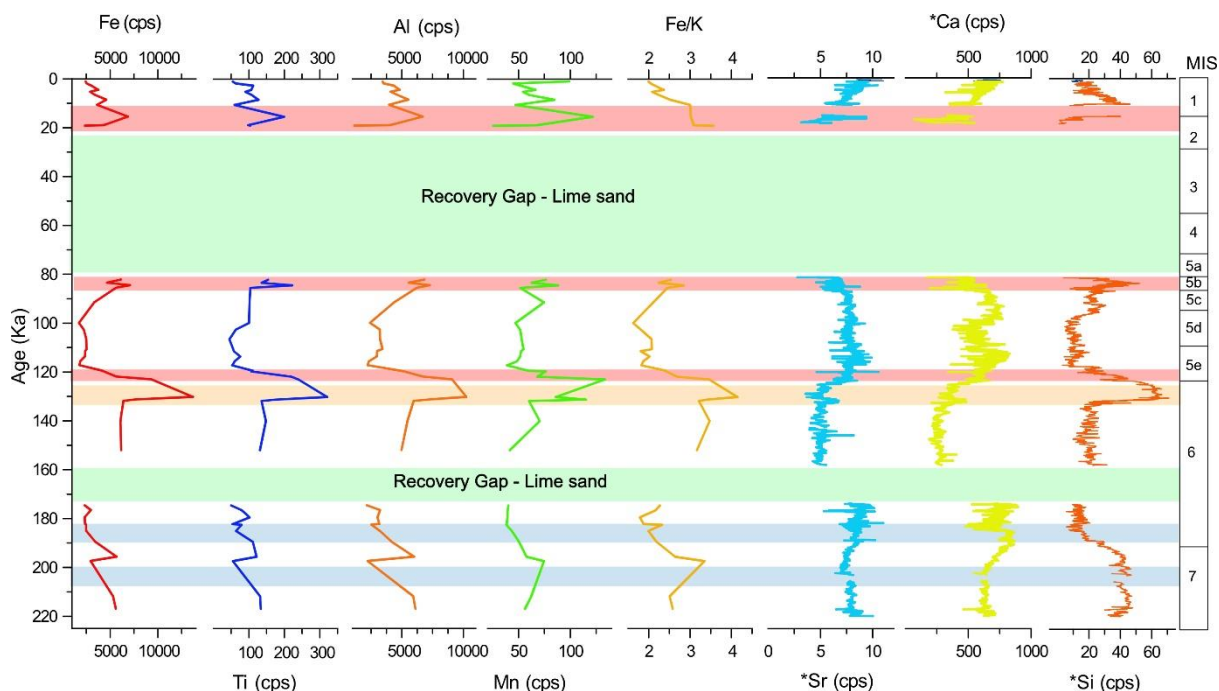 Fe (cps)
Al (cps)
Fe/K
*Ca (cps)
5000 10000
100 200 300
5000 10000
50 100
2 3 4
5 10
500 1000
20 40 60
MIS
0
20
40
60
80
100
120
140
160
180
200
220
Age (Ka)
Recovery Gap - Lime sand
Recovery Gap - Lime sand
1
2
3
4
5a
5b
5c
5d
5e
6
7
5000 10000
100 200 300
5000 10000
50 100
2 3 4
0 5 10
500 1000
20 40 60
Ti (cps)
Mn (cps)
*Sr (cps)
*Si (cps)